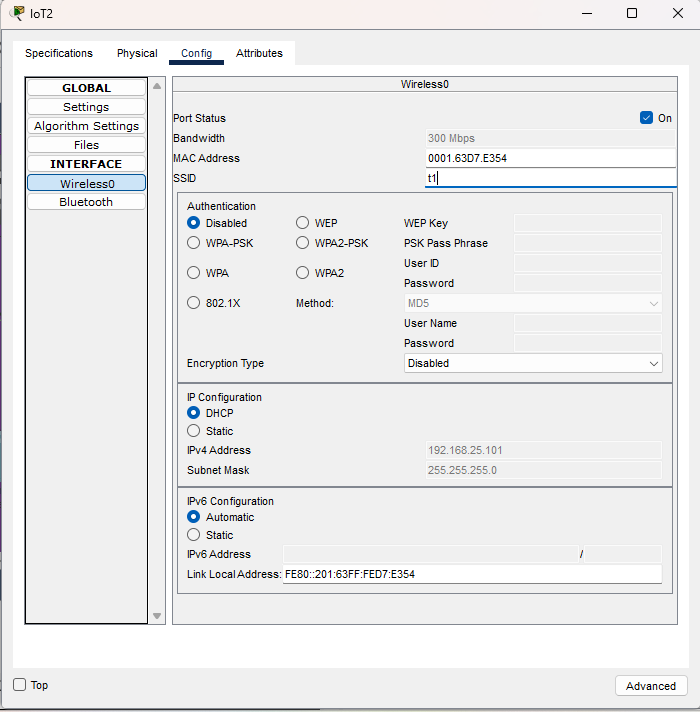 IoT2
Specifications Physical Config Attributes
GLOBAL
Settings
Algorithm Settings
Files
INTERFACE
Wireless0
Bluetooth
Wireless0
Port Status On
Bandwidth 300 Mbps
MAC Address 0001.63D7.E354
SSID t1
Authentication
Disabled WEP WEP Key
WPA-PSK WPA2-PSK PSK Pass Phrase
User ID
WPA WPA2
Password
802.1X Method: MD5
User Name
Password
Encryption Type Disabled
IP Configuration
DHCP
Static
IPv4 Address 192.168.25.101
Subnet Mask 255.255.255.0
IPv6 Configuration
Automatic
Static
IPv6 Address /
Link Local Address: FE80::201:63FF:FED7:E354
Top Advanced